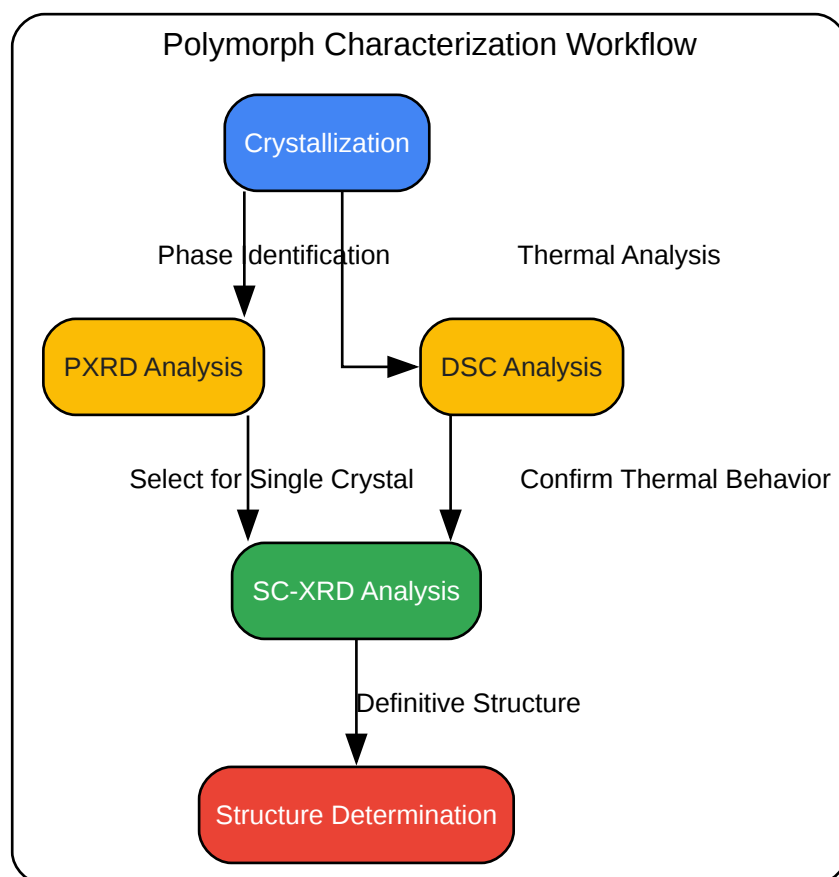 Polymorph Characterization Workflow
Crystallization
Phase Identification
Thermal Analysis
PXRD Analysis
DSC Analysis
Select for Single Crystal
Confirm Thermal Behavior
SC-XRD Analysis
Definitive Structure
Structure Determination